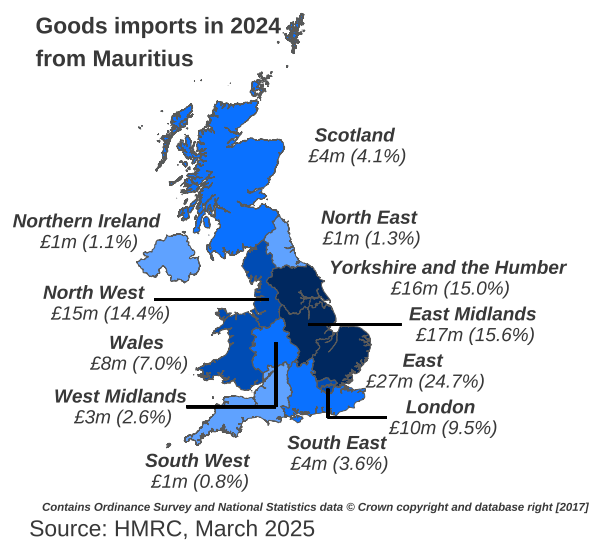 Goods imports in 2024
from Mauritius
Scotland
£4m (4.1%)
Northern Ireland
£1m (1.1%)
North East
£1m (1.3%)
Yorkshire and the Humber
£16m (15.0%)
North West
£15m (14.4%)
East Midlands
£17m (15.6%)
Wales
£8m (7.0%)
East
£27m (24.7%)
West Midlands
£3m (2.6%)
London
£10m (9.5%)
South East
£4m (3.6%)
South West
£1m (0.8%)
Contains Ordinance Survey and National Statistics data © Crown copyright and database right [2017]
Source: HMRC, March 2025